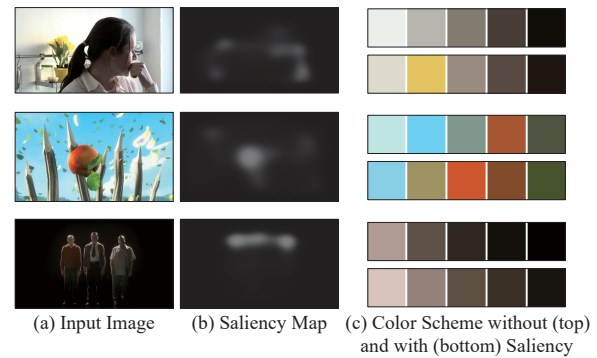 (a) Input Image
(b) Saliency Map
(c) Color Scheme without (top)
and with (bottom) Saliency